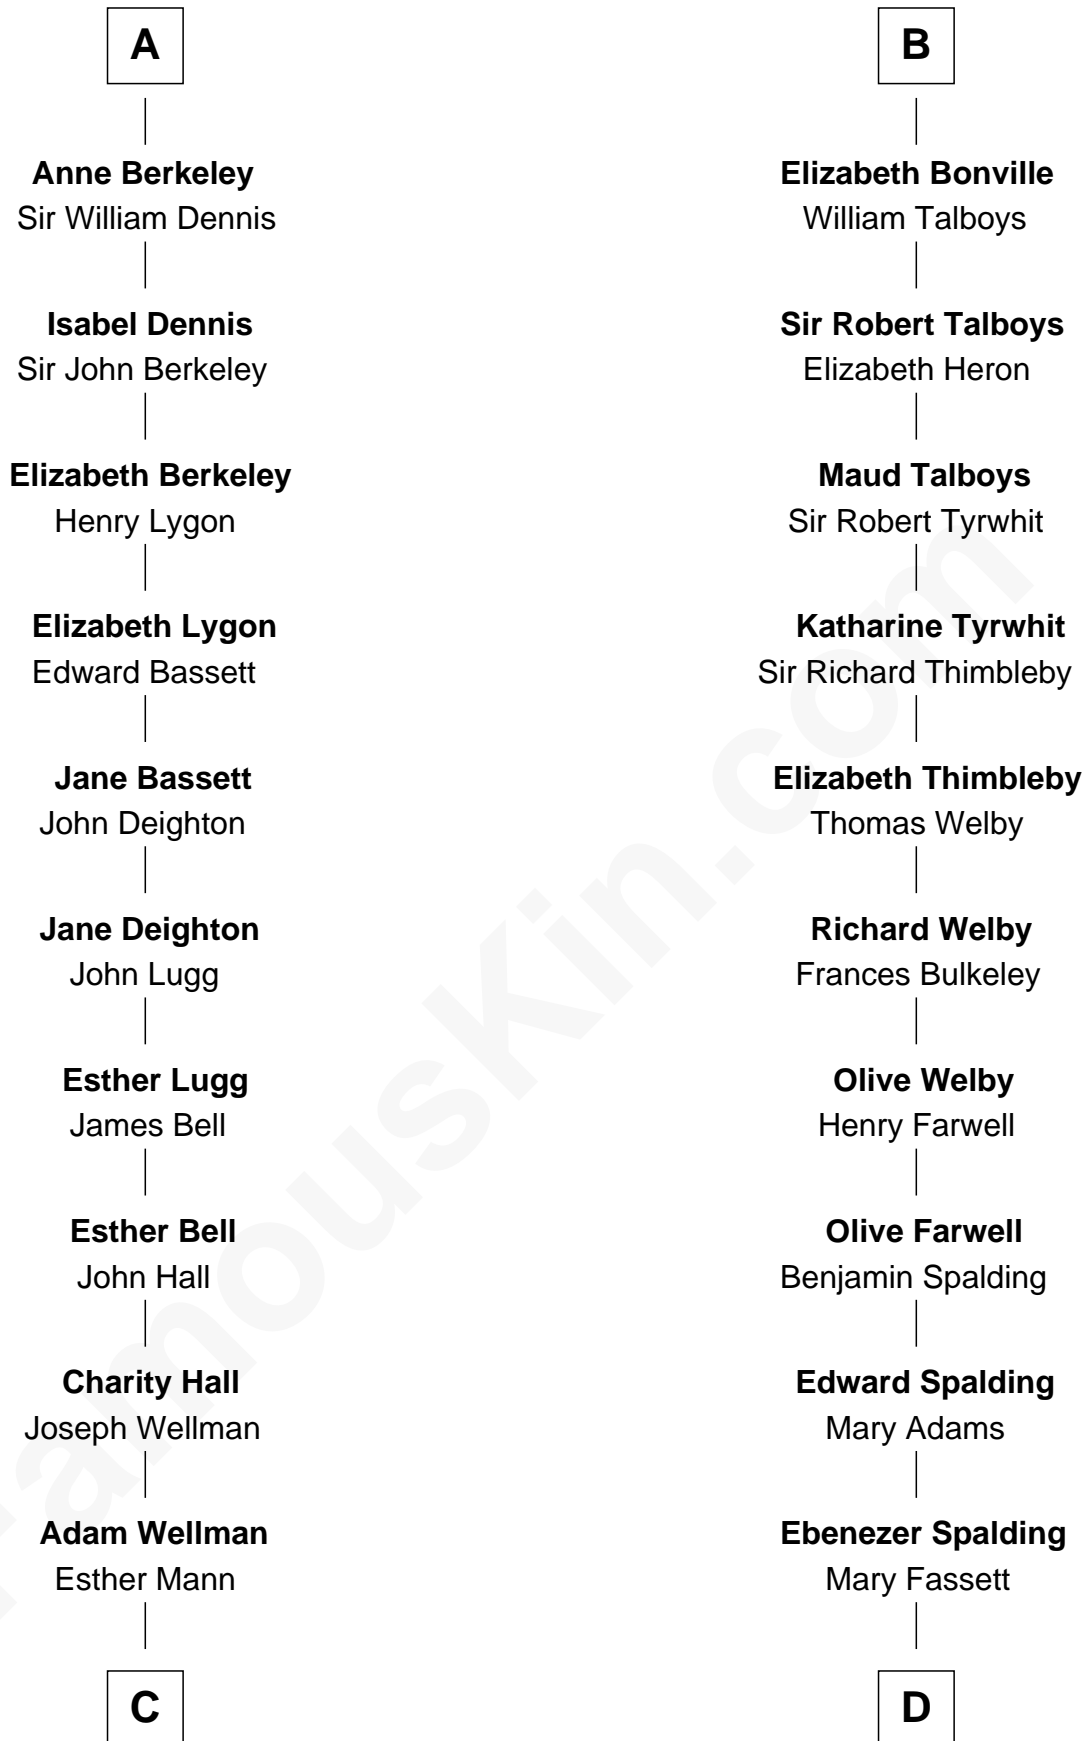 A
Anne Berkeley
Sir William Dennis
Isabel Dennis
Sir John Berkeley
Elizabeth Berkeley
Henry Lygon
Elizabeth Lygon
Edward Bassett
Jane Bassett
John Deighton
Jane Deighton
John Lugg
Esther Lugg
James Bell
Esther Bell
John Hall
Charity Hall
Joseph Wellman
Adam Wellman
Esther Mann
C
B
Elizabeth Bonville
William Talboys
Sir Robert Talboys
Elizabeth Heron
Maud Talboys
Sir Robert Tyrwhit
Katharine Tyrwhit
Sir Richard Thimbleby
Elizabeth Thimbleby
Thomas Welby
Richard Welby
Frances Bulkeley
Olive Welby
Henry Farwell
Olive Farwell
Benjamin Spalding
Edward Spalding
Mary Adams
Ebenezer Spalding
Mary Fassett
D
FamousKin.com